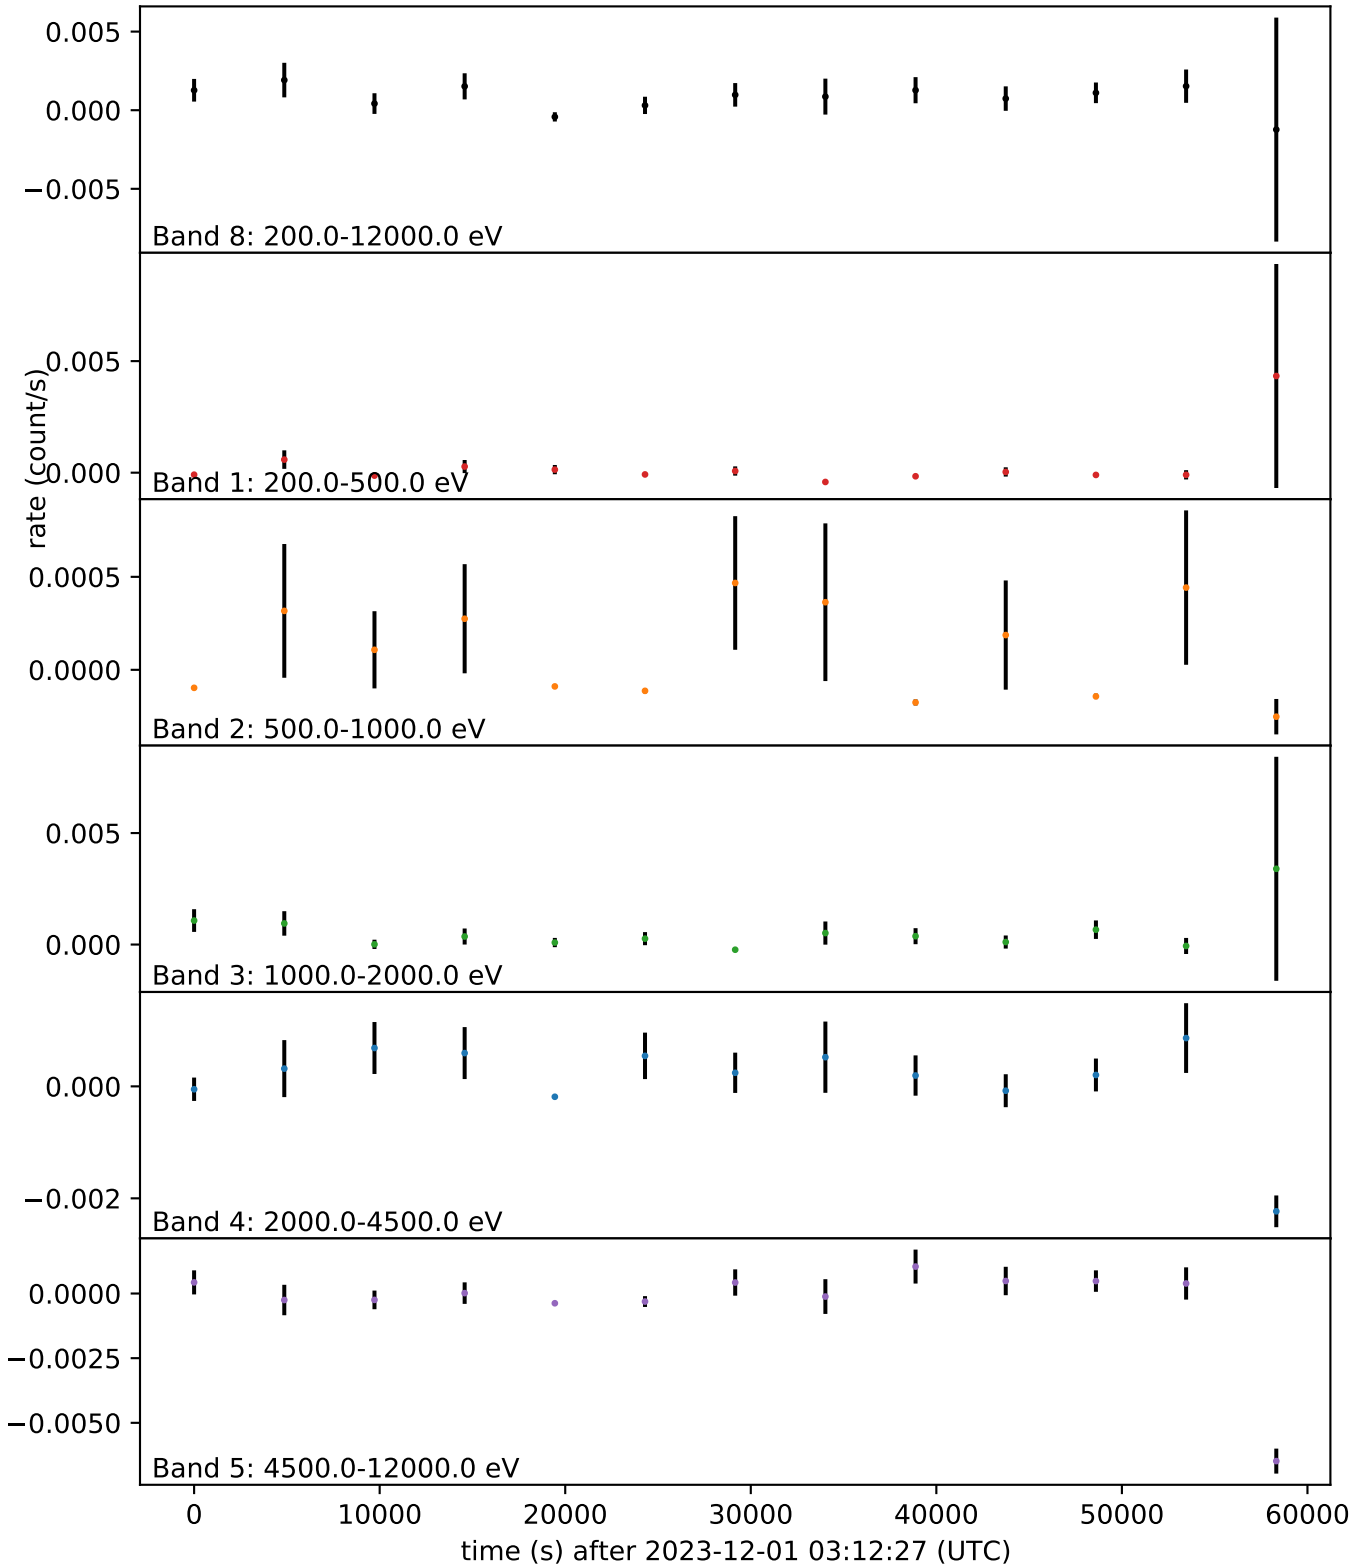 0.005
0.000
−0.005
Band 8: 200.0-12000.0 eV
0.005
0.000
Band 1: 200.0-500.0 eV
rate (count/s)
0.0005
0.0000
Band 2: 500.0-1000.0 eV
0.005
0.000
Band 3: 1000.0-2000.0 eV
0.000
−0.002
Band 4: 2000.0-4500.0 eV
0.0000
−0.0025
−0.0050
Band 5: 4500.0-12000.0 eV
0 10000 20000 30000 40000 50000 60000
time (s) after 2023-12-01 03:12:27 (UTC)